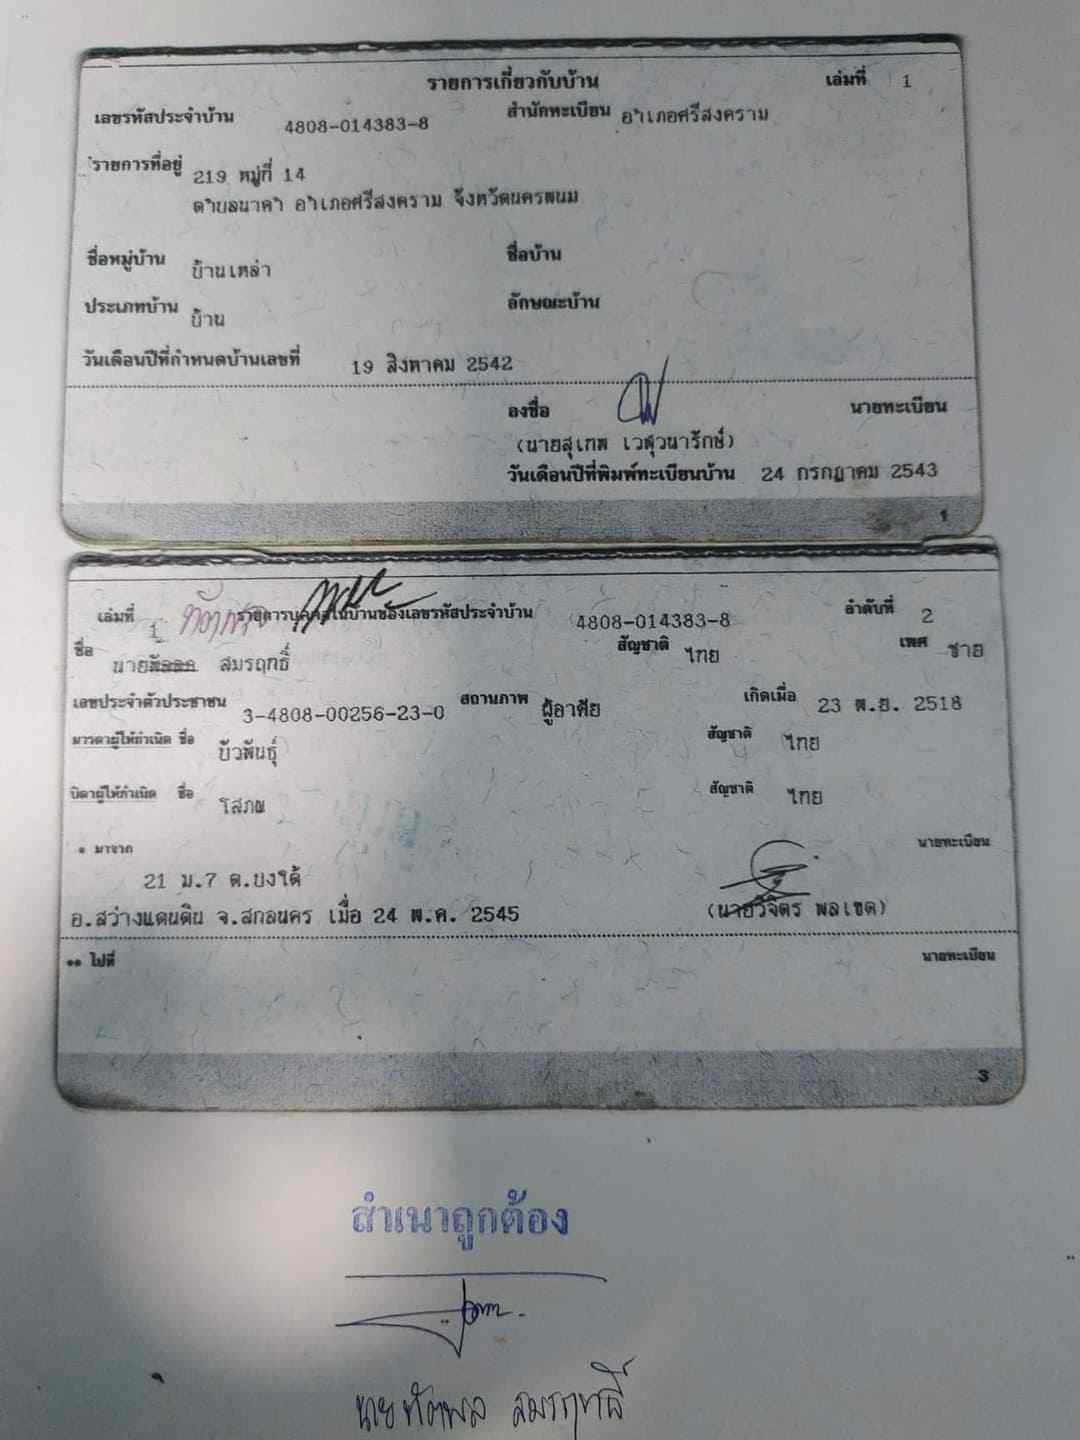 รายการเกี่ยวกับบ้าน เล่มที่ 1
เลขรหัสประจำบ้าน 4808-014383-8 สำนักทะเบียน อำเภอศรีสงคราม
รายการที่อยู่ 219 หมู่ที่ 14
ตำบลนาคำ อำเภอศรีสงคราม จังหวัดนครพนม
ชื่อหมู่บ้าน บ้านเหล่า ชื่อบ้าน
ประเภทบ้าน บ้าน ลักษณะบ้าน
วันเดือนปีที่กำหนดบ้านเลขที่ 19 สิงหาคม 2542
ลงชื่อ นายทะเบียน
(นายสุเทพ เวสุวนารักษ์)
วันเดือนปีที่พิมพ์ทะเบียนบ้าน 24 กรกฎาคม 2543
1
เล่มที่ 1 รายการบุคคลในบ้านของเลขรหัสประจำบ้าน 4808-014383-8 ลำดับที่ 2
ทัตพล
ชื่อ นาย สมรฤทธิ์ สัญชาติ ไทย เพศ ชาย
เลขประจำตัวประชาชน 3-4808-00256-23-0 สถานภาพ ผู้อาศัย เกิดเมื่อ 23 พ.ย. 2518
มารดาผู้ให้กำเนิด ชื่อ บัวพันธุ์ สัญชาติ ไทย
บิดาผู้ให้กำเนิด ชื่อ โสภณ สัญชาติ ไทย
* มาจาก นายทะเบียน
21 ม.7 ต.บงใต้
อ.สว่างแดนดิน จ.สกลนคร เมื่อ 24 พ.ค. 2545 (นายวิจิตร พลเขต)
** ไปที่ นายทะเบียน
3
สำเนาถูกต้อง
นายทัตพล สมรฤทธิ์